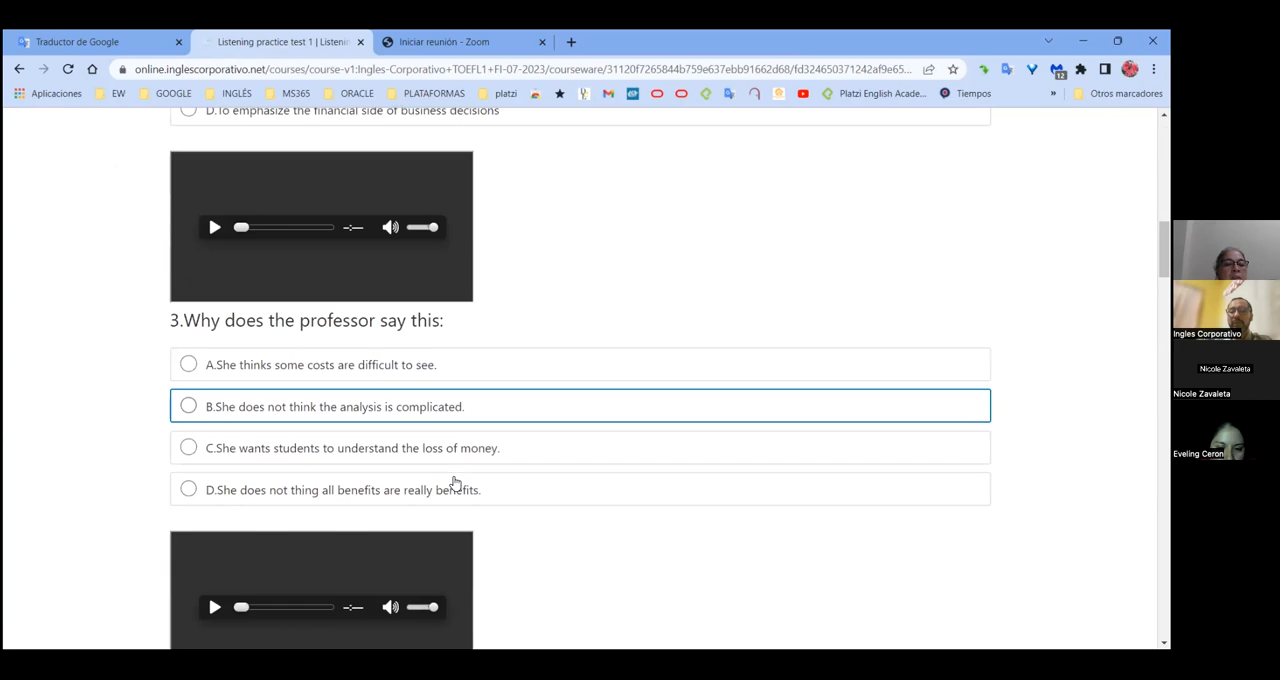 Traductor de Google
Listening practice test 1 | Listenin
Iniciar reunión - Zoom
online.inglescorporativo.net/courses/course-v1:Ingles-Corporativo+TOEFL1+FI-07-2023/courseware/31120f7265844b759e637ebb91662d68/fd324650371242af9e65...
12
Aplicaciones
EW
GOOGLE
INGLÉS
MS365
ORACLE
PLATAFORMAS
platzi
Platzi English Acade...
Tiempos
»
Otros marcadores
D.To emphasize the financial side of business decisions
--:--
3.Why does the professor say this:
A.She thinks some costs are difficult to see.
B.She does not think the analysis is complicated.
C.She wants students to understand the loss of money.
D.She does not thing all benefits are really benefits.
--:--
Ingles Corporativo
Nicole Zavaleta
Nicole Zavaleta
Eveling Ceron